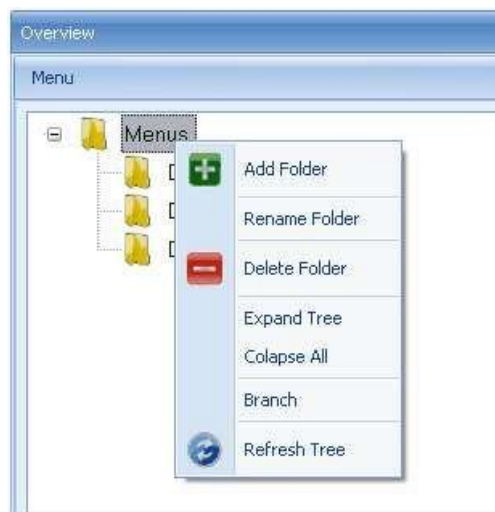 Overview
Menu
Menus
Add Folder
D
Rename Folder
D
Delete Folder
D
Expand Tree
Colapse All
Branch
Refresh Tree